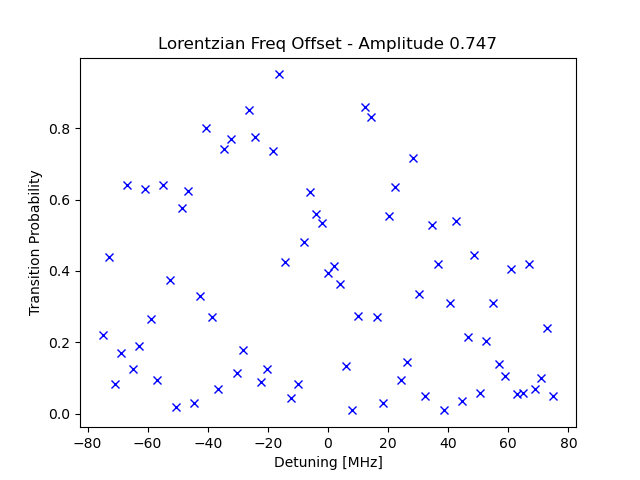 Lorentzian Freq Offset - Amplitude 0.747
0.8
0.6
0.4
0.2
0.0
Transition Probability
−80 −60 −40 −20 0 20 40 60 80
Detuning [MHz]